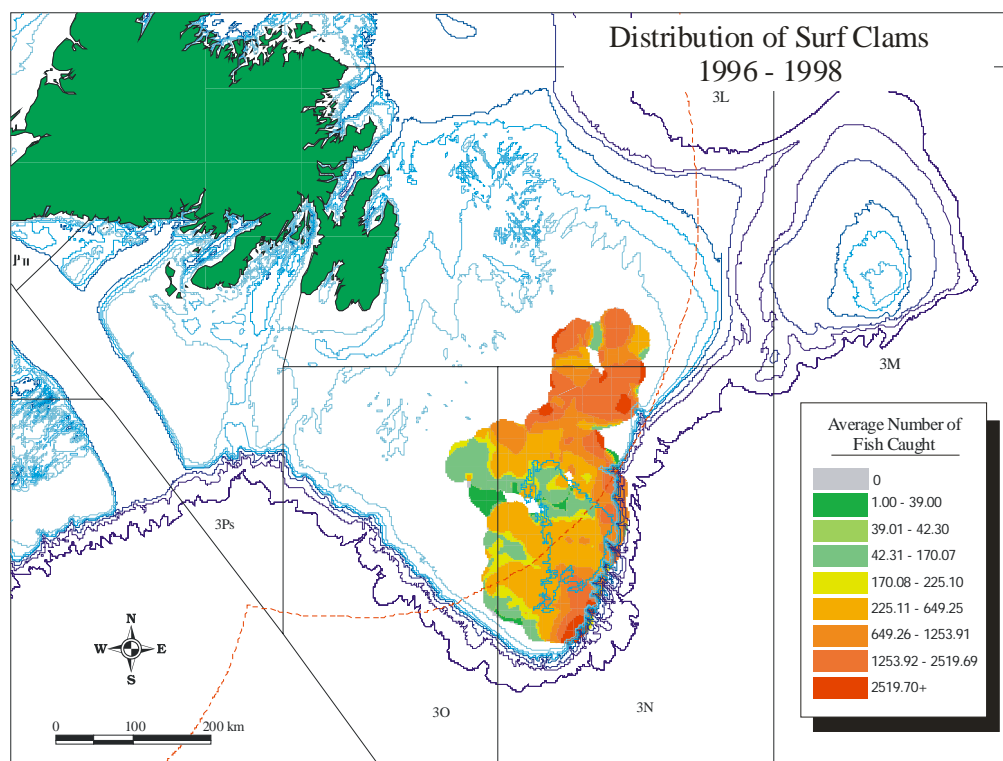 Distribution of Surf Clams
1996 - 1998
3L
3M
Average Number of
Fish Caught
0
1.00 - 39.00
39.01 - 42.30
42.31 - 170.07
170.08 - 225.10
225.11 - 649.25
649.26 - 1253.91
1253.92 - 2519.69
2519.70+
3Ps
N
W E
S
0 100 200 km
3O
3N